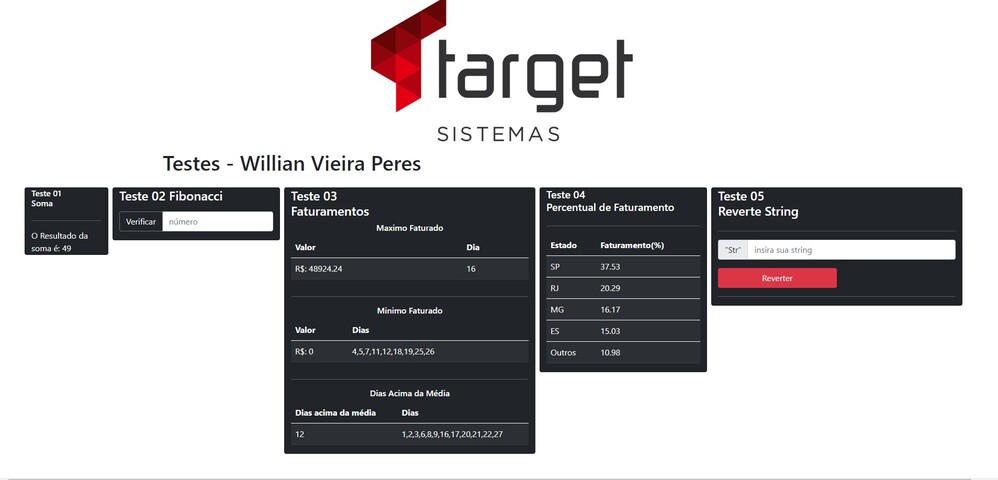 target
SISTEMAS
Testes - Willian Vieira Peres
Teste 01
Soma
O Resultado da
soma é: 49
Teste 02 Fibonacci
Verificar número
Teste 03
Faturamentos
Maximo Faturado
Valor Dia
R$: 48924.24 16
Minimo Faturado
Valor Dias
R$: 0 4,5,7,11,12,18,19,25,26
Dias Acima da Média
Dias acima da média Dias
12 1,2,3,6,8,9,16,17,20,21,22,27
Teste 04
Percentual de Faturamento
Estado Faturamento(%)
SP 37.53
RJ 20.29
MG 16.17
ES 15.03
Outros 10.98
Teste 05
Reverte String
"Str" insira sua string
Reverter